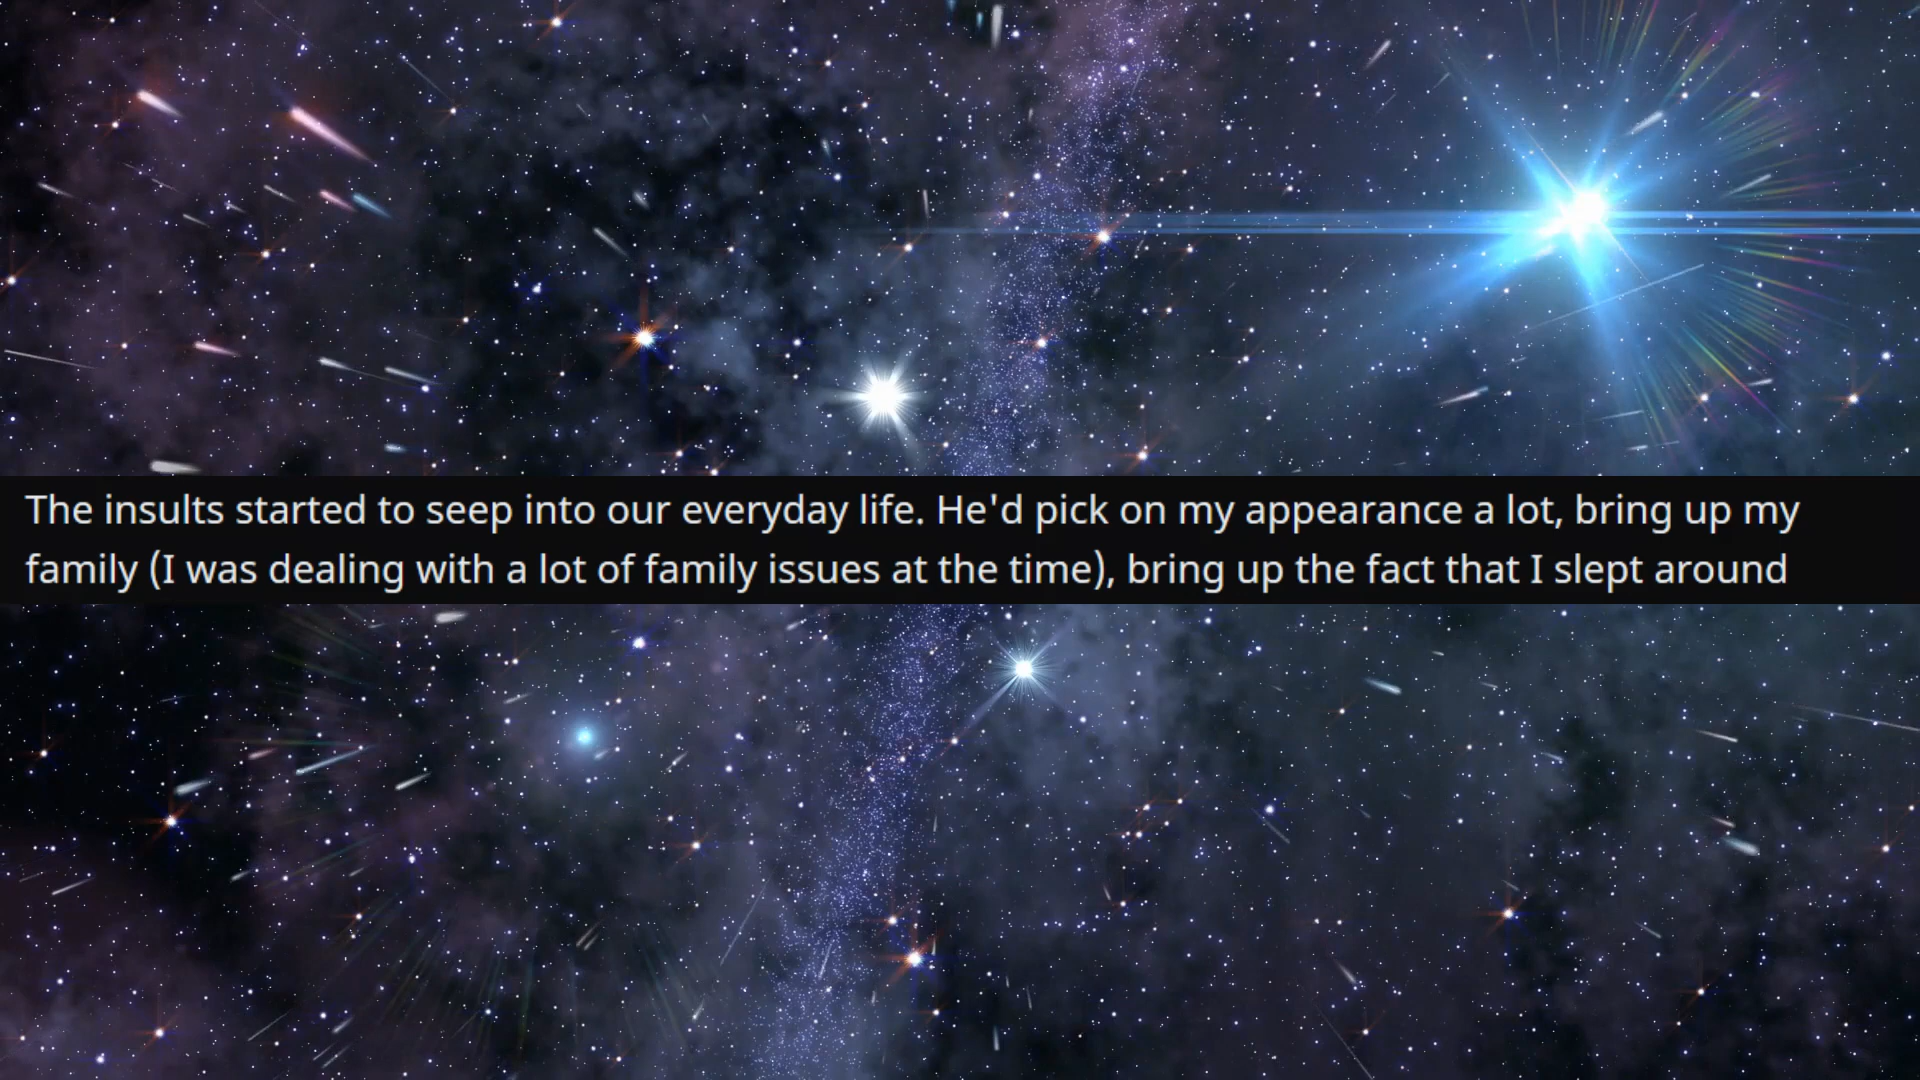 The insults started to seep into our everyday life. He'd pick on my appearance a lot, bring up my
family (I was dealing with a lot of family issues at the time), bring up the fact that I slept around